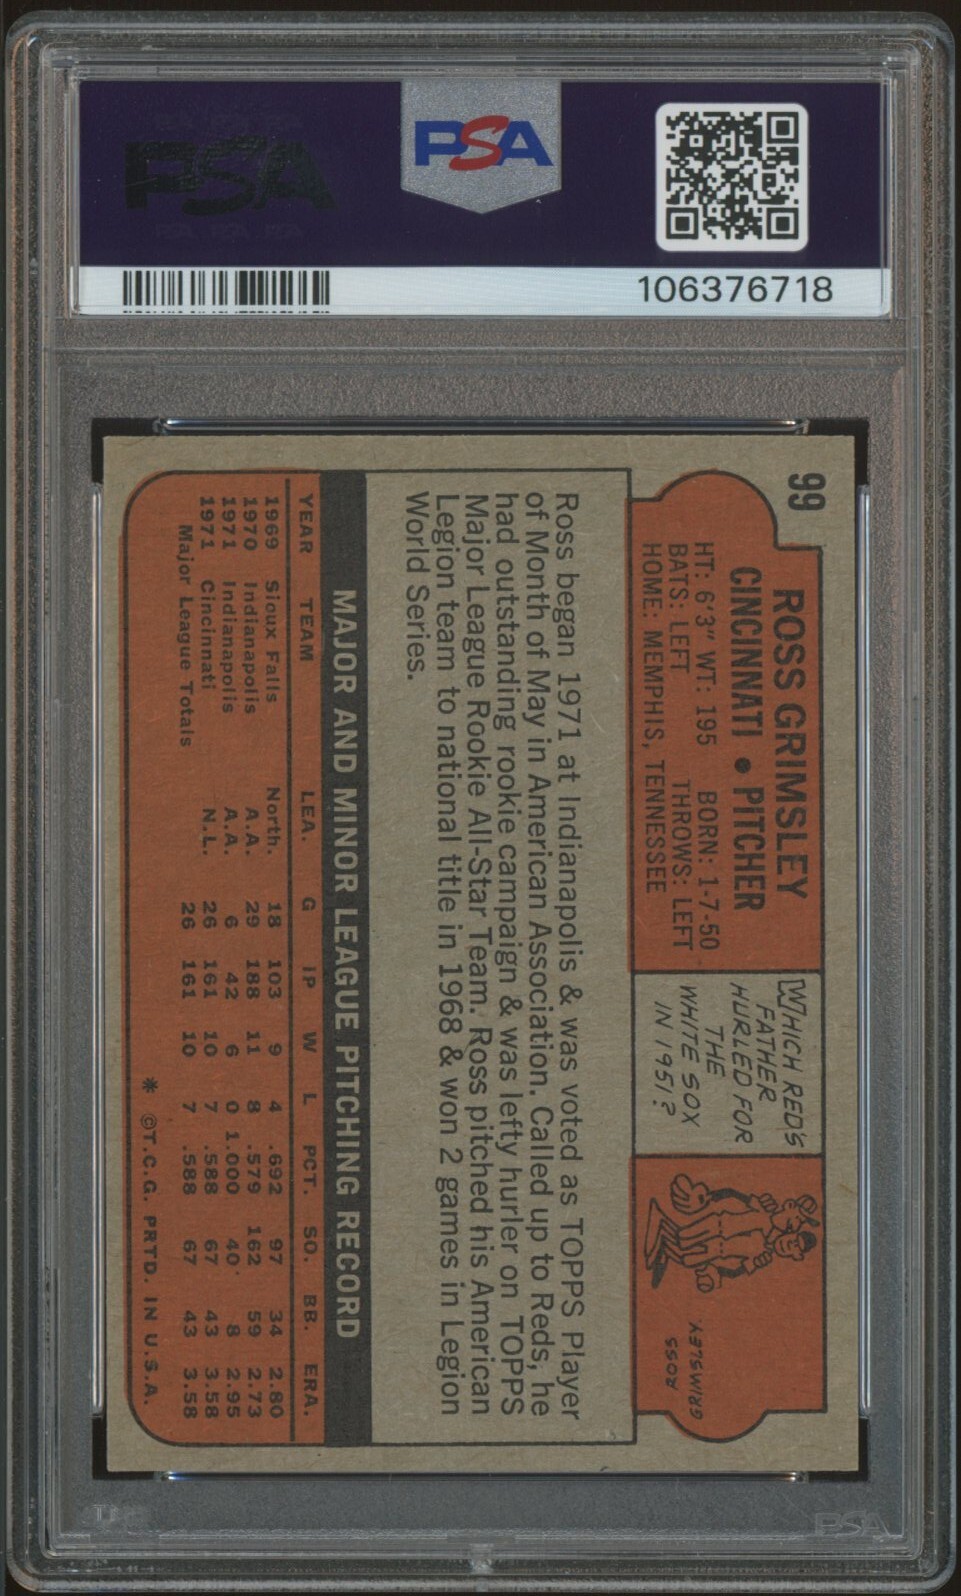 PSA
PSA
106376718
99
ROSS GRIMSLEY
CINCINNATI • PITCHER
HT: 6'3" WT: 195 BORN: 1-7-50
BATS: LEFT THROWS: LEFT
HOME: MEMPHIS, TENNESSEE
WHICH RED'S
FATHER
HURLED FOR
THE
WHITE SOX
IN 1951?
ROSS
GRIMSLEY
Ross began 1971 at Indianapolis & was voted as TOPPS Player
of Month of May in American Association. Called up to Reds, he
had outstanding rookie campaign & was lefty hurler on TOPPS
Major League Rookie All-Star Team. Ross pitched his American
Legion team to national title in 1968 & won 2 games in Legion
World Series.
MAJOR AND MINOR LEAGUE PITCHING RECORD
YEAR TEAM LEA. G IP W L PCT. SO. BB. ERA.
1969 Sioux Falls North. 18 103 9 4 .692 97 34 2.80
1970 Indianapolis A.A. 29 188 11 8 .579 162 59 2.73
1971 Indianapolis A.A. 6 42 6 0 1.000 40 8 2.95
1971 Cincinnati N.L. 26 161 10 7 .588 67 43 3.58
Major League Totals 26 161 10 7 .588 67 43 3.58
* ©T.C.G. PRTD. IN U.S.A.
PSA